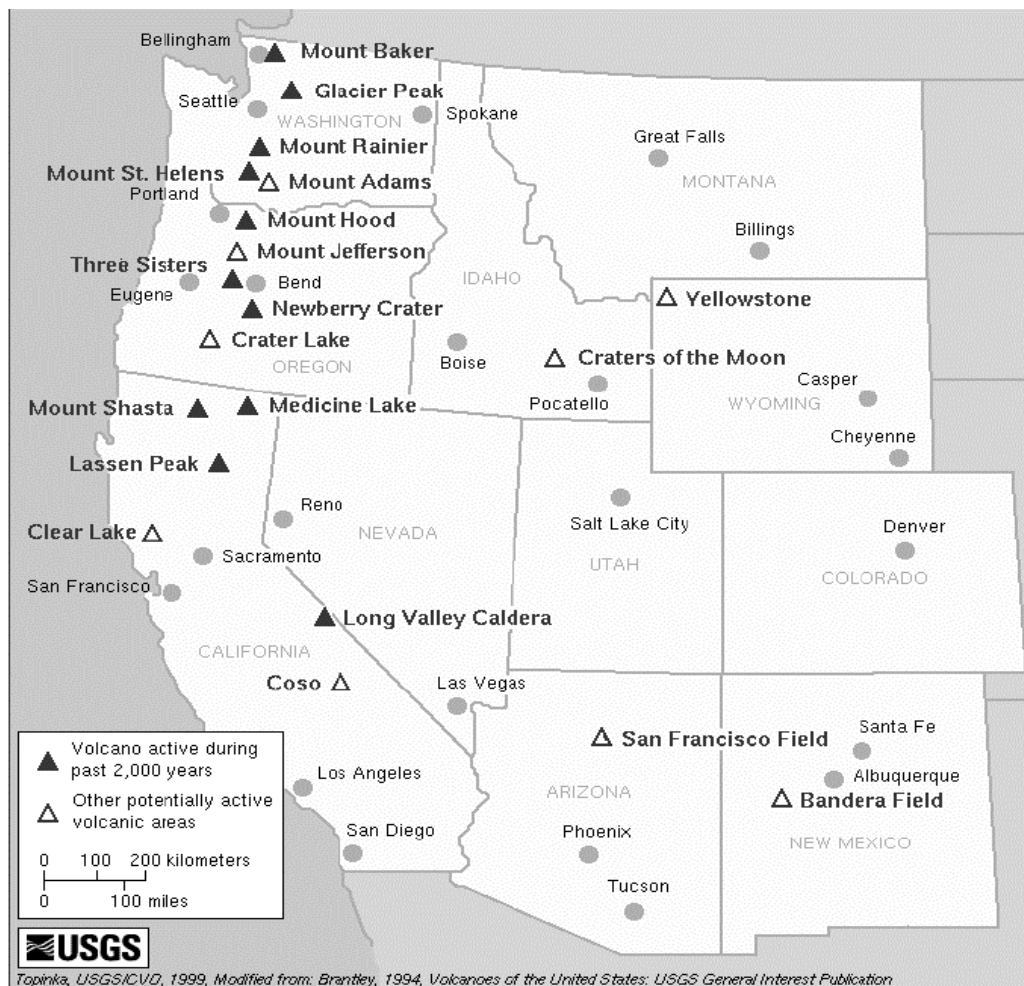 Bellingham
Mount Baker
Glacier Peak
Seattle
WASHINGTON
Spokane
Great Falls
Mount Rainier
Mount St. Helens
Mount Adams
MONTANA
Portland
Mount Hood
Billings
Mount Jefferson
Three Sisters
IDAHO
Eugene
Bend
Yellowstone
Newberry Crater
Crater Lake
OREGON
Boise
Craters of the Moon
Casper
Pocatello
WYOMING
Mount Shasta
Medicine Lake
Cheyenne
Lassen Peak
Reno
Salt Lake City
Denver
Clear Lake
NEVADA
Sacramento
UTAH
COLORADO
San Francisco
Long Valley Caldera
CALIFORNIA
Coso
Las Vegas
San Francisco Field
Santa Fe
Albuquerque
Los Angeles
ARIZONA
Bandera Field
San Diego
Phoenix
NEW MEXICO
Tucson
Volcano active during
past 2,000 years
Other potentially active
volcanic areas
0 100 200 kilometers
0 100 miles
USGS
Topinka, USGS/CVO, 1999, Modified from: Brantley, 1994, Volcanoes of the United States: USGS General Interest Publication